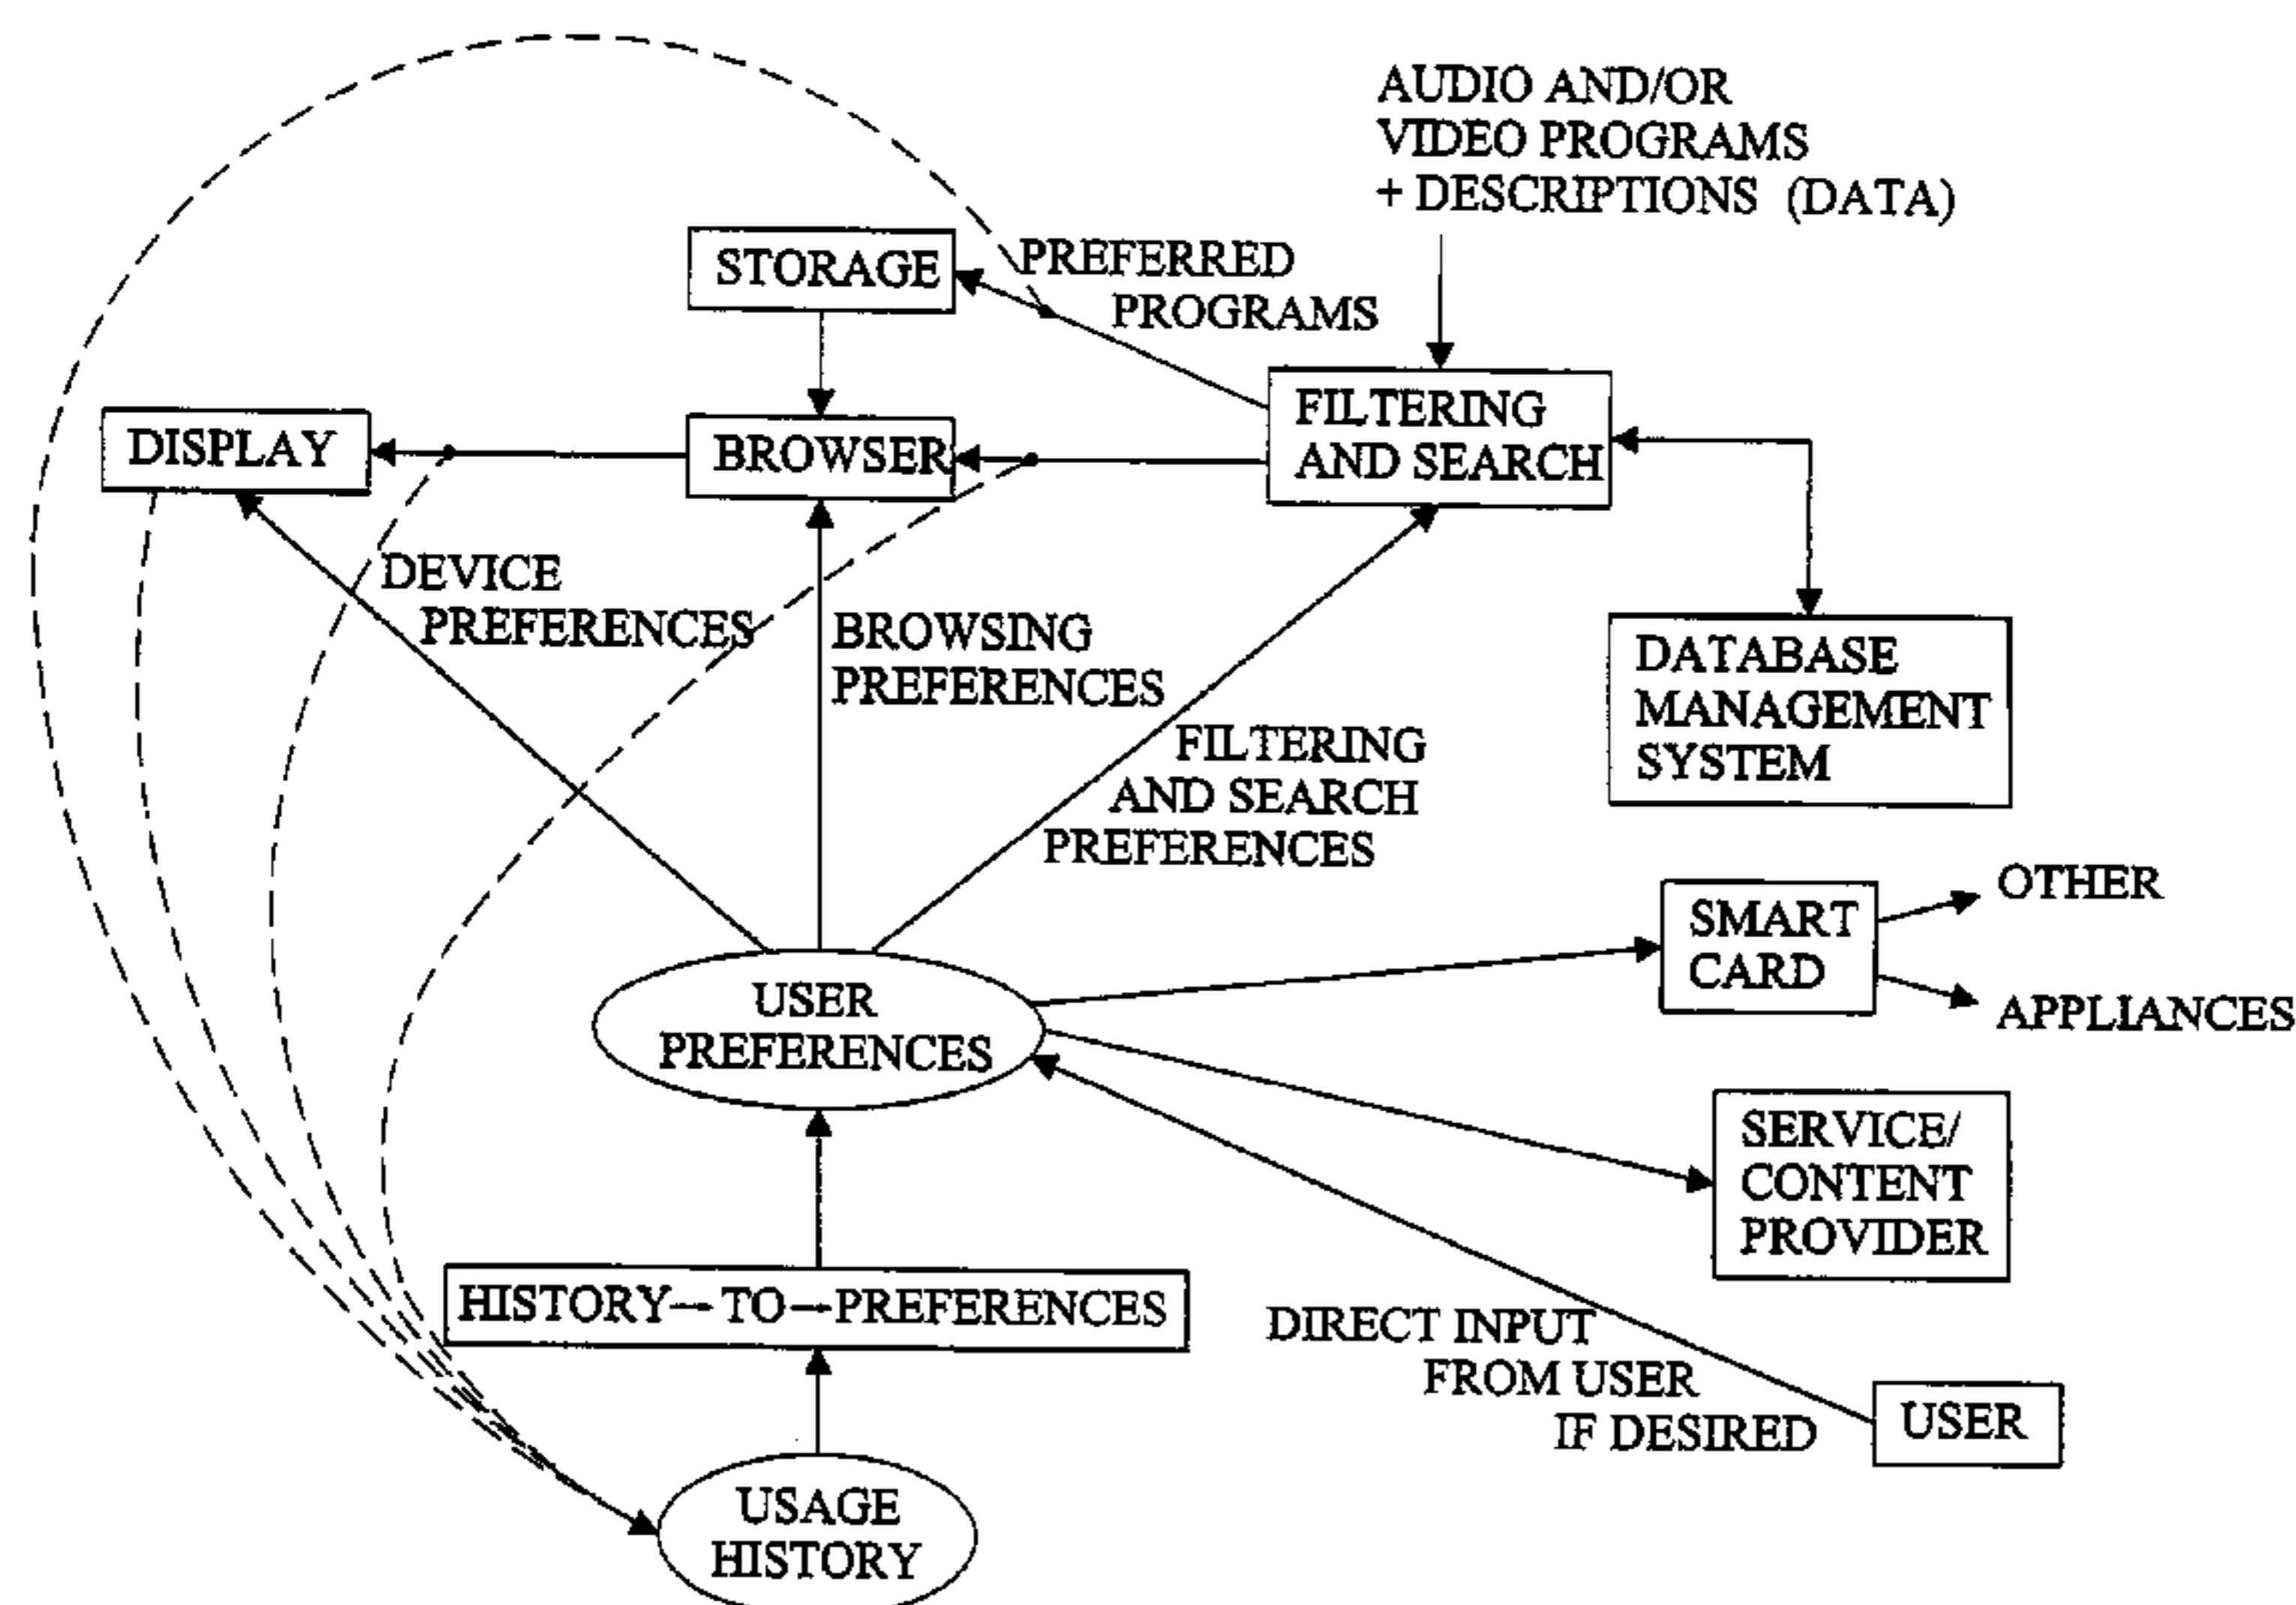 AUDIO AND/OR
VIDEO PROGRAMS
+ DESCRIPTIONS (DATA)
STORAGE
PREFERRED
PROGRAMS
DISPLAY
BROWSER
FILTERING
AND SEARCH
DEVICE
PREFERENCES
BROWSING
PREFERENCES
FILTERING
AND SEARCH
PREFERENCES
DATABASE
MANAGEMENT
SYSTEM
SMART
CARD
OTHER
APPLIANCES
USER
PREFERENCES
SERVICE/
CONTENT
PROVIDER
HISTORY-TO-PREFERENCES
DIRECT INPUT
FROM USER
IF DESIRED
USER
USAGE
HISTORY